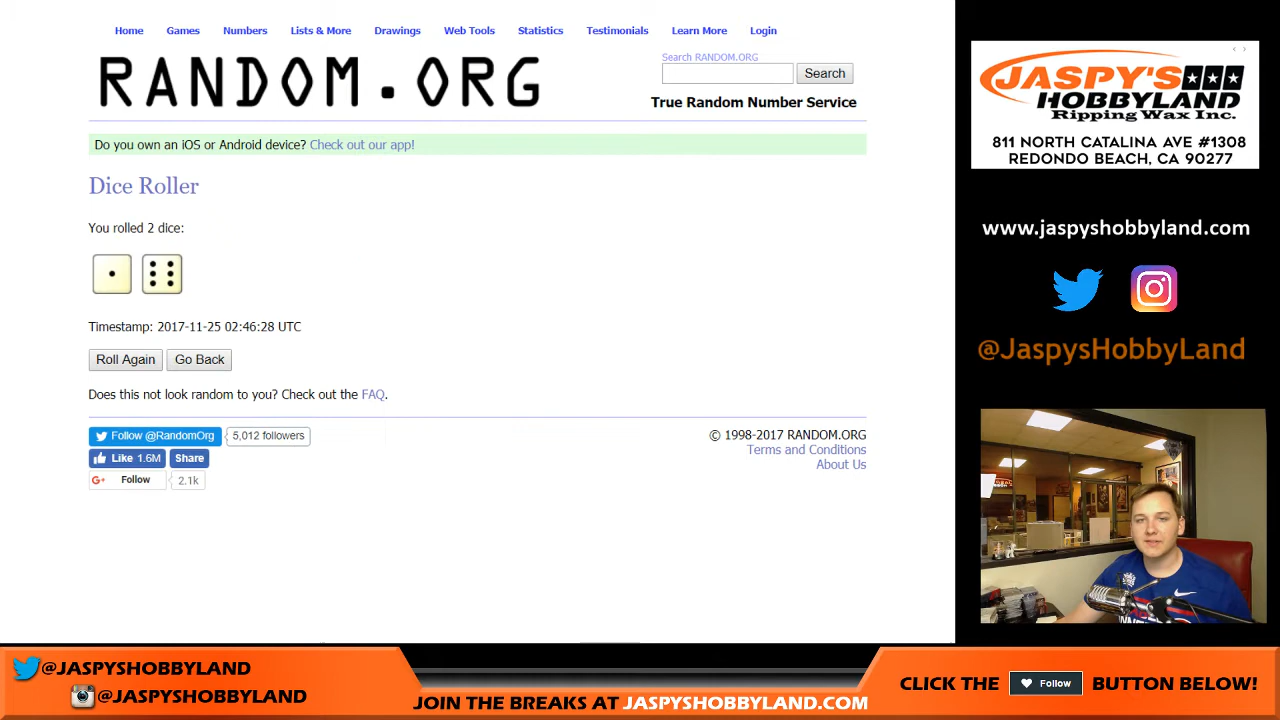 Home Games Numbers Lists & More Drawings Web Tools Statistics Testimonials Learn More Login
RANDOM.ORG
Search RANDOM.ORG
Search
True Random Number Service
Do you own an iOS or Android device? Check out our app!
Dice Roller
You rolled 2 dice:
Timestamp: 2017-11-25 02:46:28 UTC
Roll Again Go Back
Does this not look random to you? Check out the FAQ.
Follow @RandomOrg 5,012 followers
Like 1.6M Share
G+ Follow 2.1k
© 1998-2017 RANDOM.ORG
Terms and Conditions
About Us
JASPY'S
HOBBYLAND
Ripping Wax Inc.
811 NORTH CATALINA AVE #1308
REDONDO BEACH, CA 90277
www.jaspyshobbyland.com
@JaspysHobbyLand
@JASPYSHOBBYLAND
@JASPYSHOBBYLAND
JOIN THE BREAKS AT JASPYSHOBBYLAND.COM
CLICK THE Follow BUTTON BELOW!